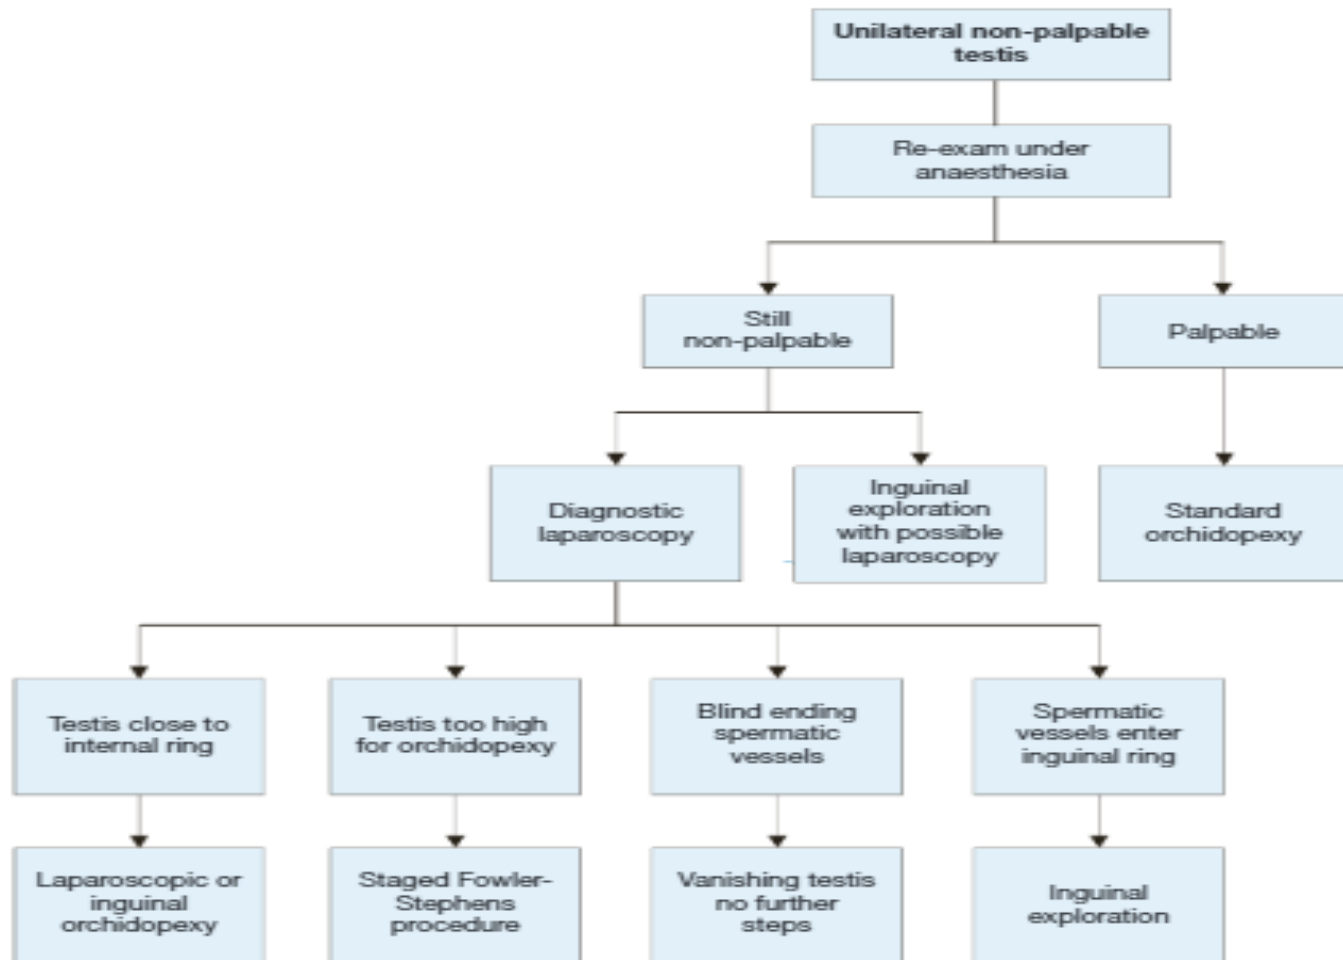 Unilateral non-palpable
testis
Re-exam under
anaesthesia
Still
non-palpable
Palpable
Diagnostic
laparoscopy
Inguinal
exploration
with possible
laparoscopy
Standard
orchidopexy
Testis close to
internal ring
Testis too high
for orchidopexy
Blind ending
spermatic
vessels
Spermatic
vessels enter
inguinal ring
Laparoscopic or
inguinal
orchidopexy
Staged Fowler-
Stephens
procedure
Vanishing testis
no further
steps
Inguinal
exploration